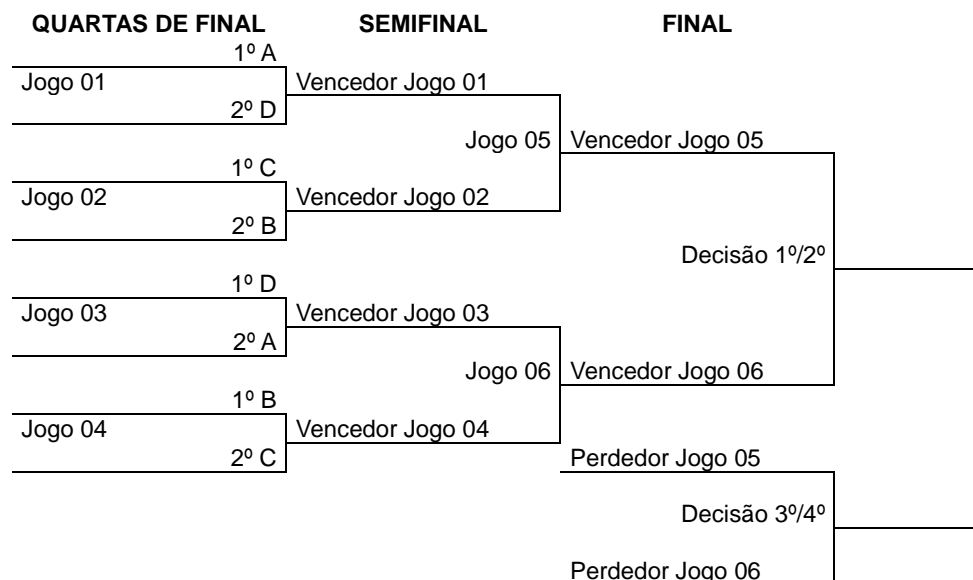 QUARTAS DE FINAL SEMIFINAL FINAL
1º A
Jogo 01 Vencedor Jogo 01
2º D
Jogo 05 Vencedor Jogo 05
1º C
Jogo 02 Vencedor Jogo 02
2º B
Decisão 1º/2º
1º D
Jogo 03 Vencedor Jogo 03
2º A
Jogo 06 Vencedor Jogo 06
1º B
Jogo 04 Vencedor Jogo 04
2º C Perdedor Jogo 05
Decisão 3º/4º
Perdedor Jogo 06